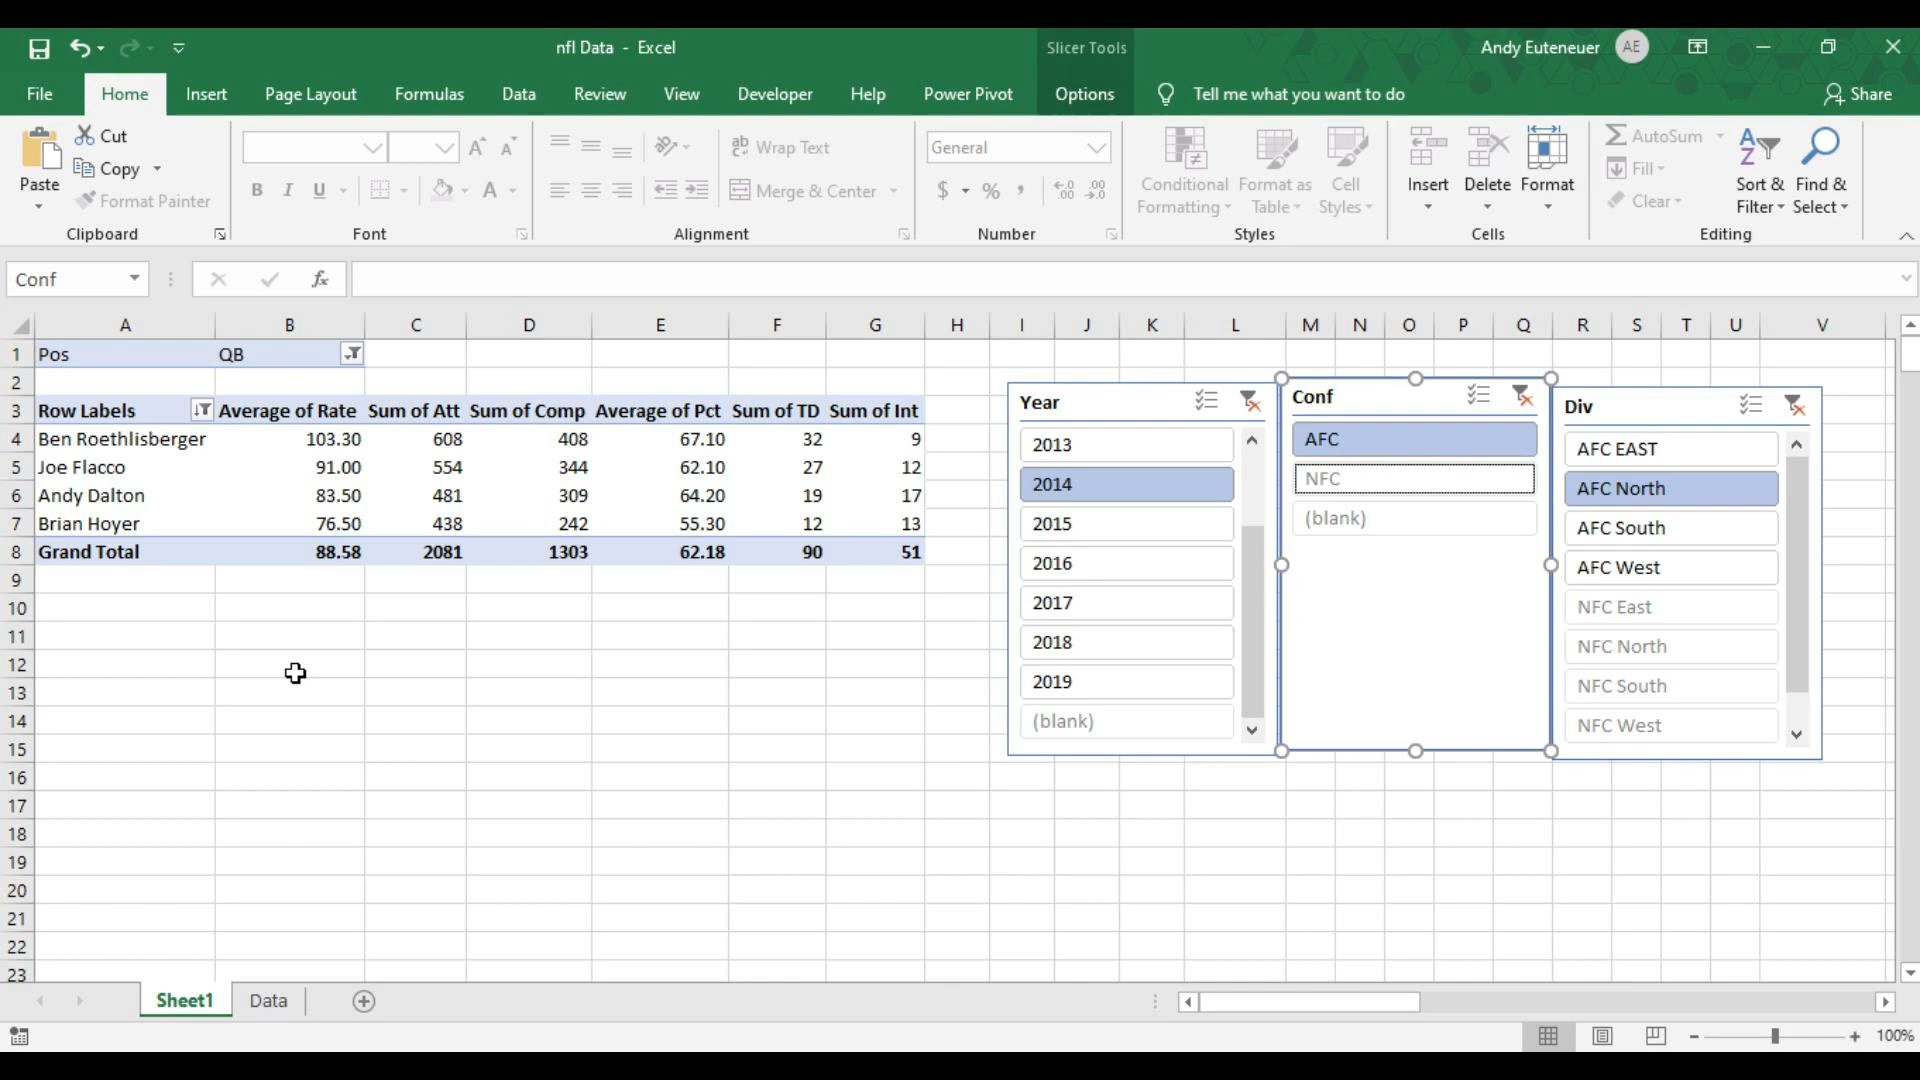 nfl Data - Excel
Slicer Tools
Andy Euteneuer AE
File Home Insert Page Layout Formulas Data Review View Developer Help Power Pivot Options Tell me what you want to do Share
Paste
Cut
Copy
Format Painter
Clipboard
B I U A
Font
ab Wrap Text
Merge & Center
Alignment
General
$ % ,
Number
Conditional Formatting
Format as Table
Cell Styles
Styles
Insert Delete Format
Cells
AutoSum
Fill
Clear
Sort & Filter
Find & Select
Editing
Conf fx
A B C D E F G H I J K L M N O P Q R S T U V
1 Pos QB
2
3 Row Labels Average of Rate Sum of Att Sum of Comp Average of Pct Sum of TD Sum of Int
4 Ben Roethlisberger 103.30 608 408 67.10 32 9
5 Joe Flacco 91.00 554 344 62.10 27 12
6 Andy Dalton 83.50 481 309 64.20 19 17
7 Brian Hoyer 76.50 438 242 55.30 12 13
8 Grand Total 88.58 2081 1303 62.18 90 51
9
10
11
12
13
14
15
16
17
18
19
20
21
22
23
Year
2013
2014
2015
2016
2017
2018
2019
(blank)
Conf
AFC
NFC
(blank)
Div
AFC EAST
AFC North
AFC South
AFC West
NFC East
NFC North
NFC South
NFC West
Sheet1 Data
100%